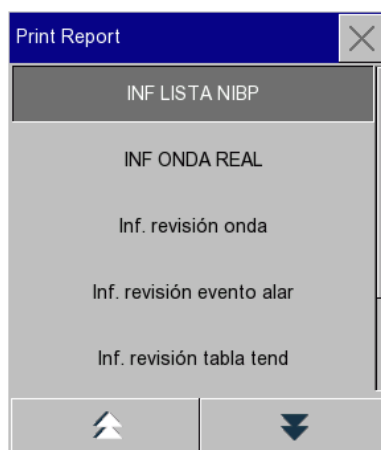 Print Report
INF LISTA NIBP
INF ONDA REAL
Inf. revisión onda
Inf. revisión evento alar
Inf. revisión tabla tend